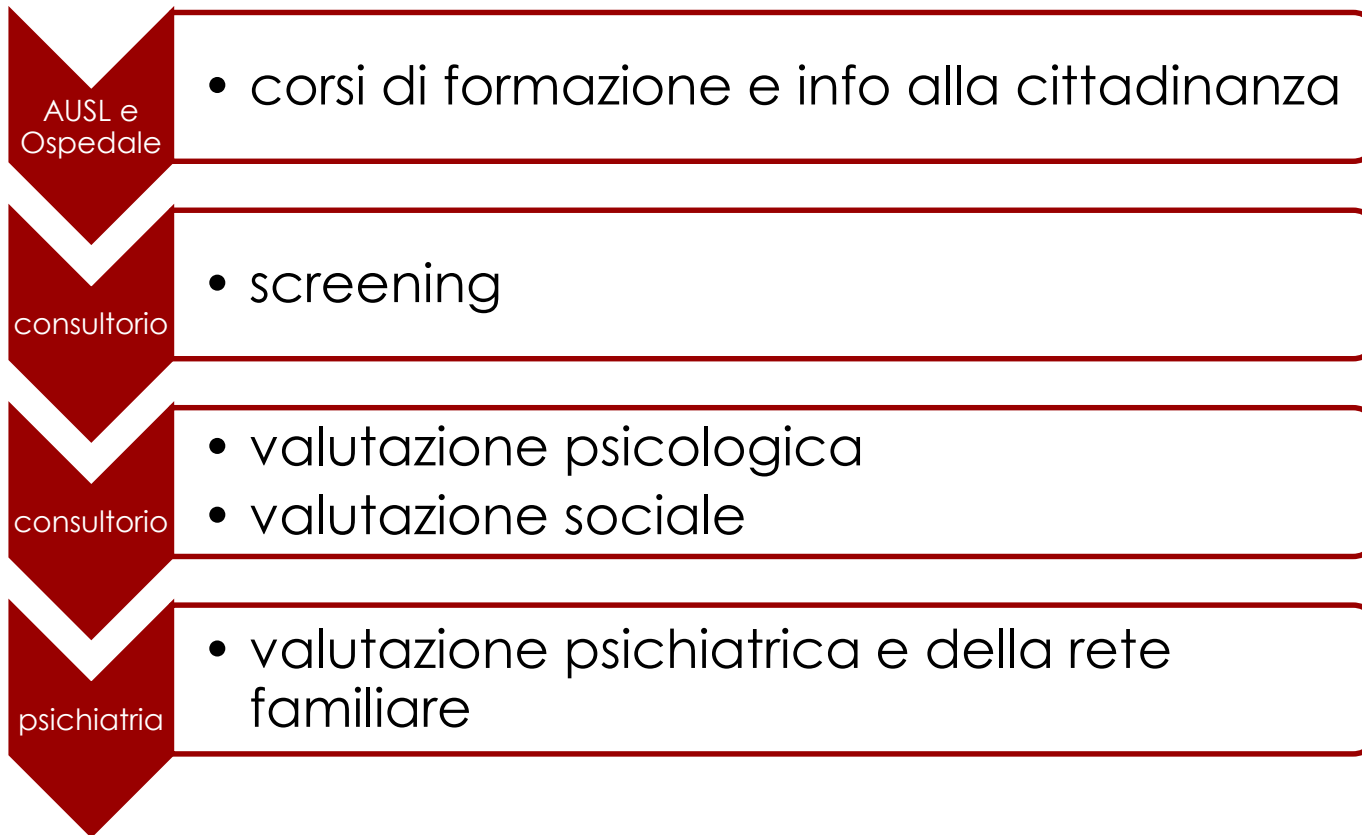 AUSL e
Ospedale
• corsi di formazione e info alla cittadinanza
consultorio
• screening
consultorio
• valutazione psicologica
• valutazione sociale
psichiatria
• valutazione psichiatrica e della rete
familiare